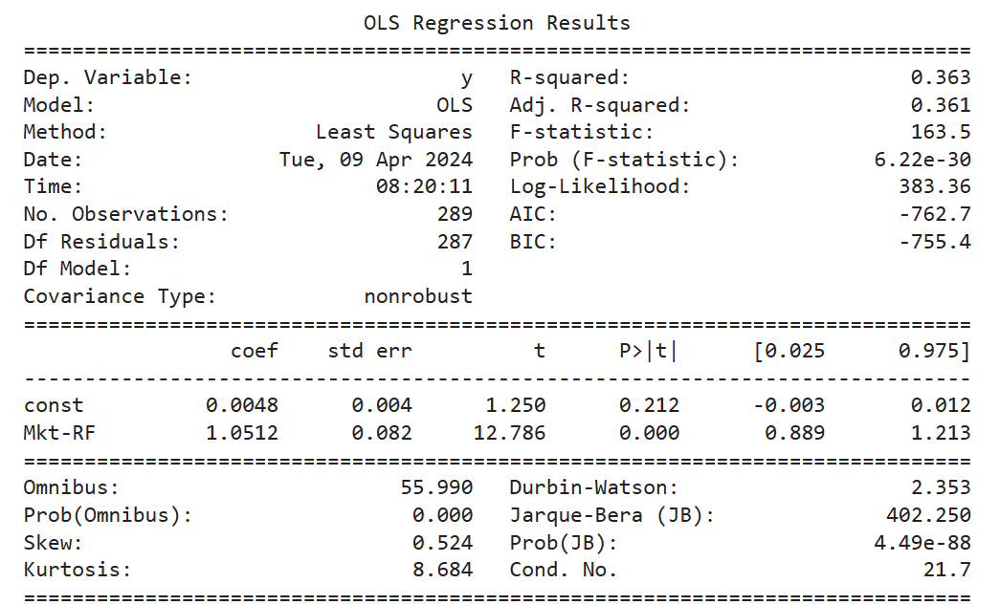 OLS Regression Results
==============================================================================
Dep. Variable:                      y   R-squared:                       0.363
Model:                            OLS   Adj. R-squared:                  0.361
Method:                 Least Squares   F-statistic:                     163.5
Date:                Tue, 09 Apr 2024   Prob (F-statistic):           6.22e-30
Time:                        08:20:11   Log-Likelihood:                 383.36
No. Observations:                 289   AIC:                            -762.7
Df Residuals:                     287   BIC:                            -755.4
Df Model:                           1
Covariance Type:            nonrobust
==============================================================================
                 coef    std err          t      P>|t|      [0.025      0.975]
------------------------------------------------------------------------------
const          0.0048      0.004      1.250      0.212      -0.003       0.012
Mkt-RF         1.0512      0.082     12.786      0.000       0.889       1.213
==============================================================================
Omnibus:                       55.990   Durbin-Watson:                   2.353
Prob(Omnibus):                  0.000   Jarque-Bera (JB):              402.250
Skew:                           0.524   Prob(JB):                     4.49e-88
Kurtosis:                       8.684   Cond. No.                         21.7
==============================================================================